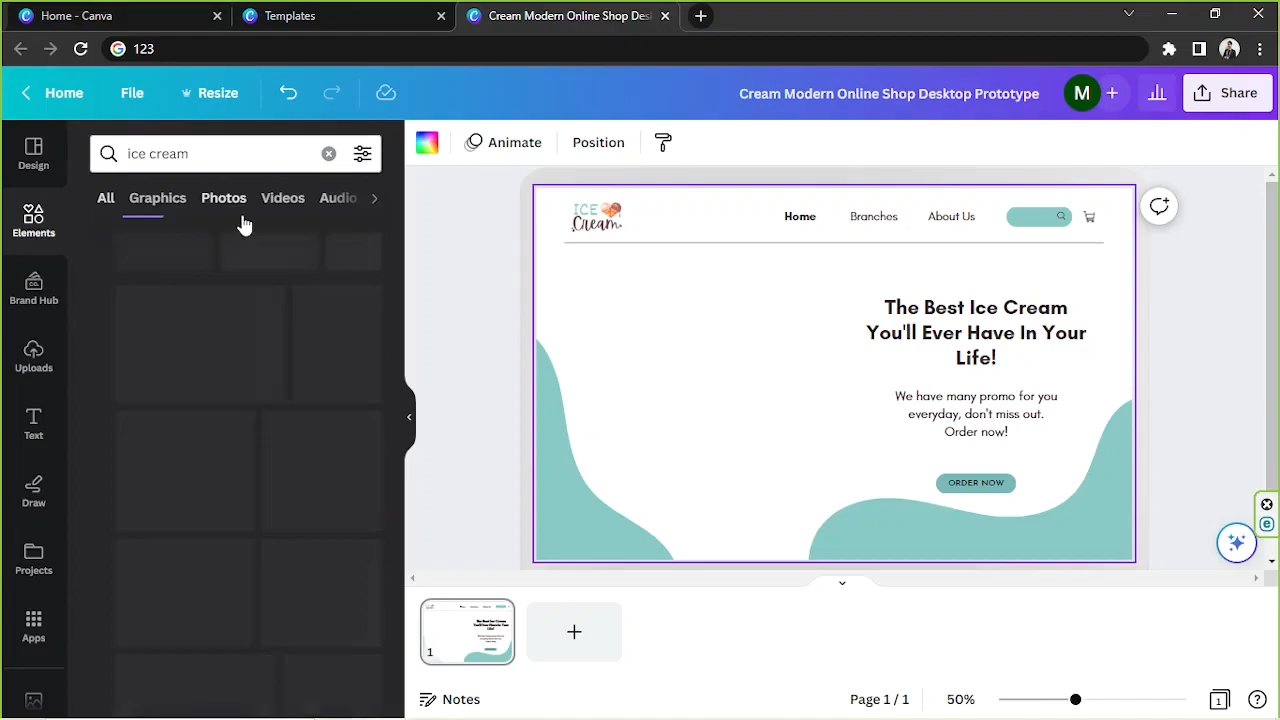 Home - Canva
Templates
Cream Modern Online Shop Des
123
Home
File
Resize
Cream Modern Online Shop Desktop Prototype
M
Share
Design
Elements
Brand Hub
Uploads
Text
Draw
Projects
Apps
ice cream
All Graphics Photos Videos Audio
Animate
Position
ICE Cream
Home
Branches
About Us
The Best Ice Cream
You'll Ever Have In Your
Life!
We have many promo for you
everyday, don't miss out.
Order now!
ORDER NOW
1
Notes
Page 1 / 1
50%
1